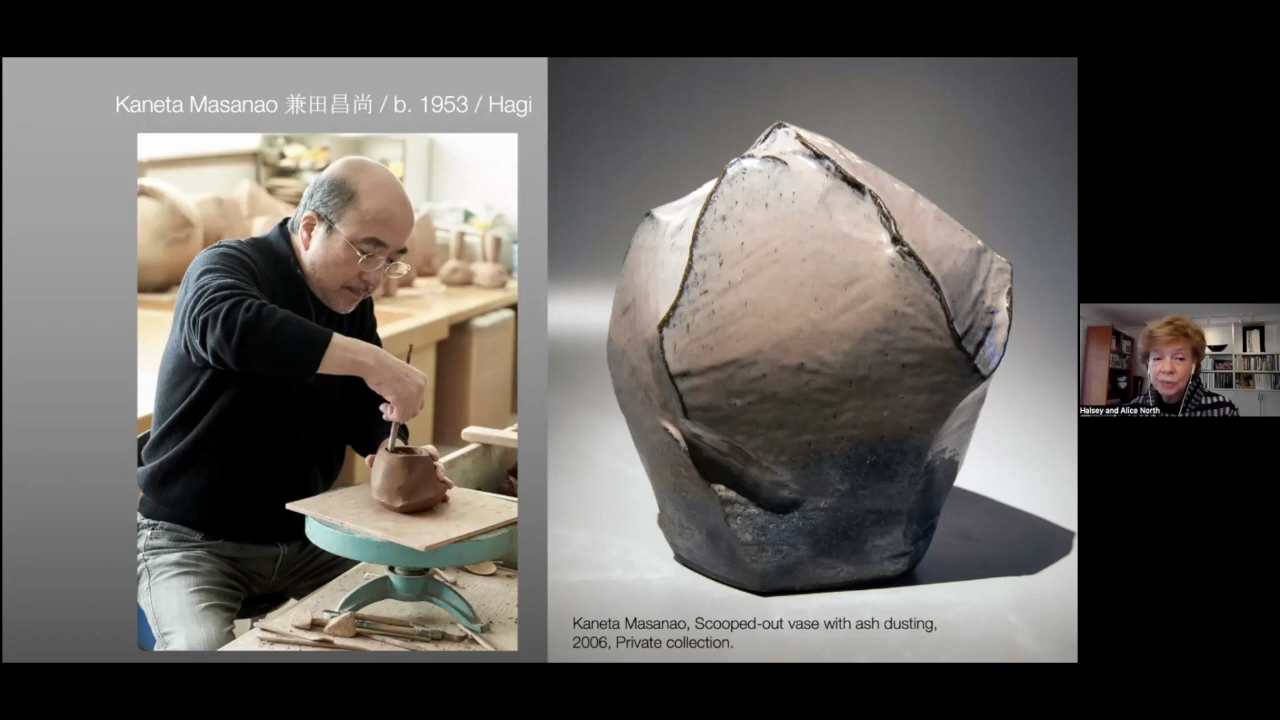 Kaneta Masanao 兼田昌尚 / b. 1953 / Hagi
Kaneta Masanao, Scooped-out vase with ash dusting,
2006, Private collection.
Halsey and Alice North